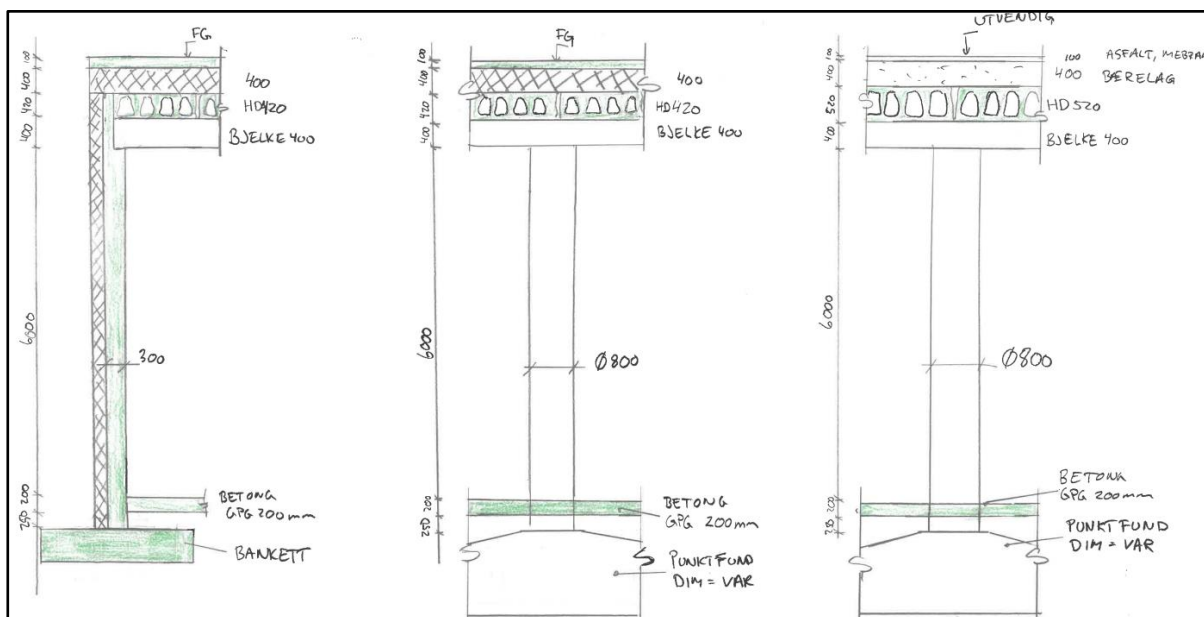 FG
100
400
400
420
HD420
400
BJELKE 400
300
200
BETONG
GPG 200mm
250
BANKETT
FG
100
400
400
420
HD420
400
BJELKE 400
6000
Ø800
200
BETONG
GPG 200mm
250
PUNKTFUND
DIM = VAR
UTVENDIG
100
100 ASFALT,
400
400 BÆRELAG
520
HD520
400
BJELKE 400
6000
Ø800
200
BETONG
GPG 200mm
PUNKTFUND
DIM = VAR